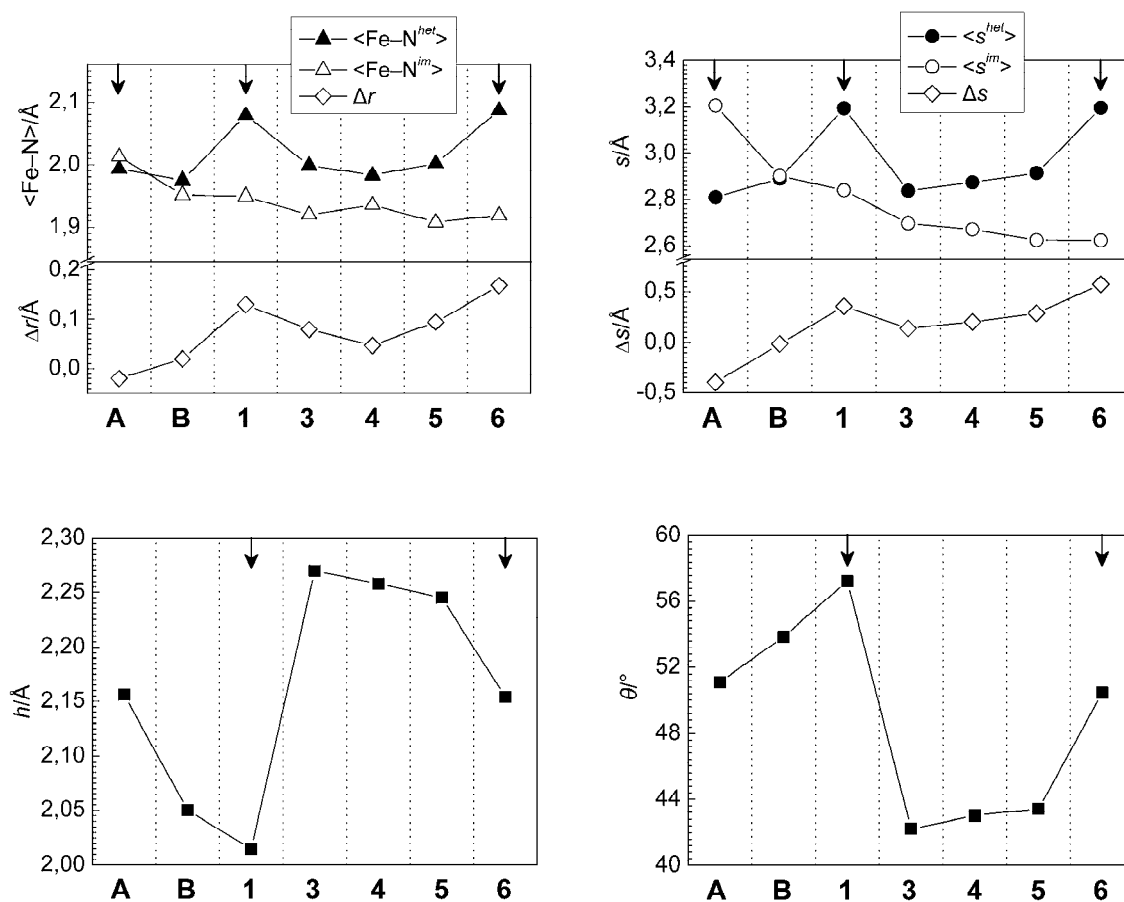 <Fe–N^het>
<Fe–N^im>
Δr
2,1
2,0
1,9
0,2
0,1
0,0
<Fe–N>/Å
Δr/Å
A B 1 3 4 5 6
<s^het>
<s^im>
Δs
3,4
3,2
3,0
2,8
2,6
0,5
0,0
-0,5
s/Å
Δs/Å
A B 1 3 4 5 6
2,30
2,25
2,20
2,15
2,10
2,05
2,00
h/Å
A B 1 3 4 5 6
60
56
52
48
44
40
θ/°
A B 1 3 4 5 6